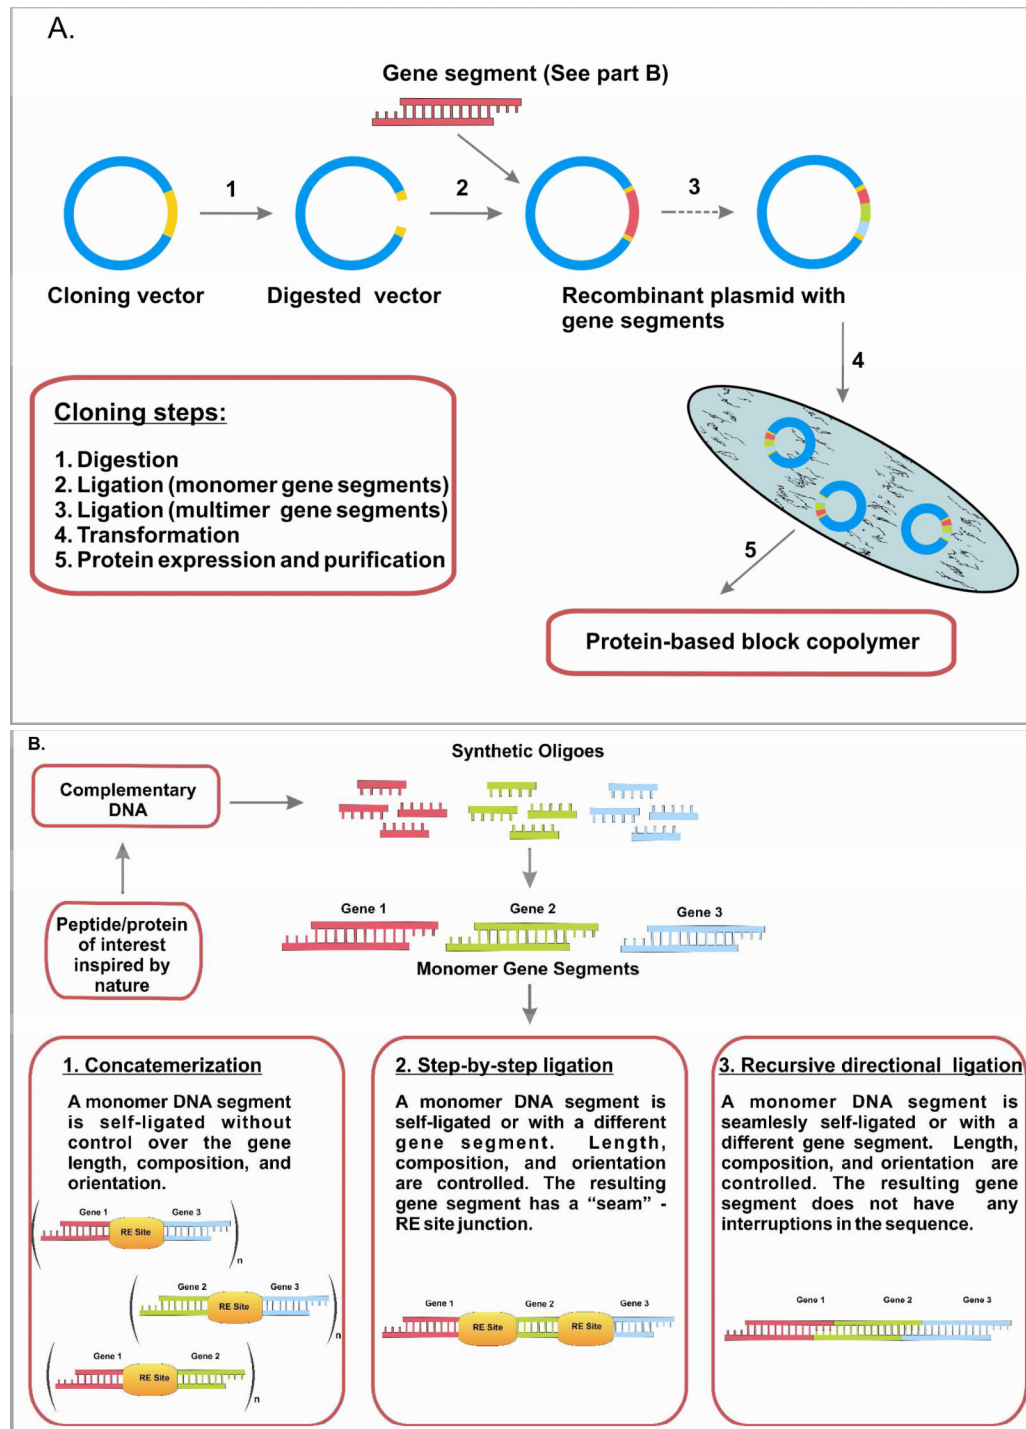 A.
Gene segment (See part B)
1
2
3
Cloning vector
Digested vector
Recombinant plasmid with
gene segments
4
Cloning steps:
1. Digestion
2. Ligation (monomer gene segments)
3. Ligation (multimer gene segments)
4. Transformation
5. Protein expression and purification
5
Protein-based block copolymer
B.
Synthetic Oligoes
Complementary
DNA
Peptide/protein
of interest
inspired by
nature
Gene 1
Gene 2
Gene 3
Monomer Gene Segments
1. Concatemerization
A monomer DNA segment
is self-ligated without
control over the gene
length, composition, and
orientation.
Gene 1
Gene 3
RE Site
n
Gene 2
Gene 3
RE Site
n
Gene 1
Gene 2
RE Site
n
2. Step-by-step ligation
A monomer DNA segment is
self-ligated or with a different
gene segment. Length,
composition, and orientation
are controlled. The resulting
gene segment has a “seam” -
RE site junction.
Gene 1
Gene 2
Gene 3
RE Site
RE Site
3. Recursive directional ligation
A monomer DNA segment is
seamlesly self-ligated or with a
different gene segment. Length,
composition, and orientation are
controlled. The resulting gene
segment does not have any
interruptions in the sequence.
Gene 1
Gene 2
Gene 3